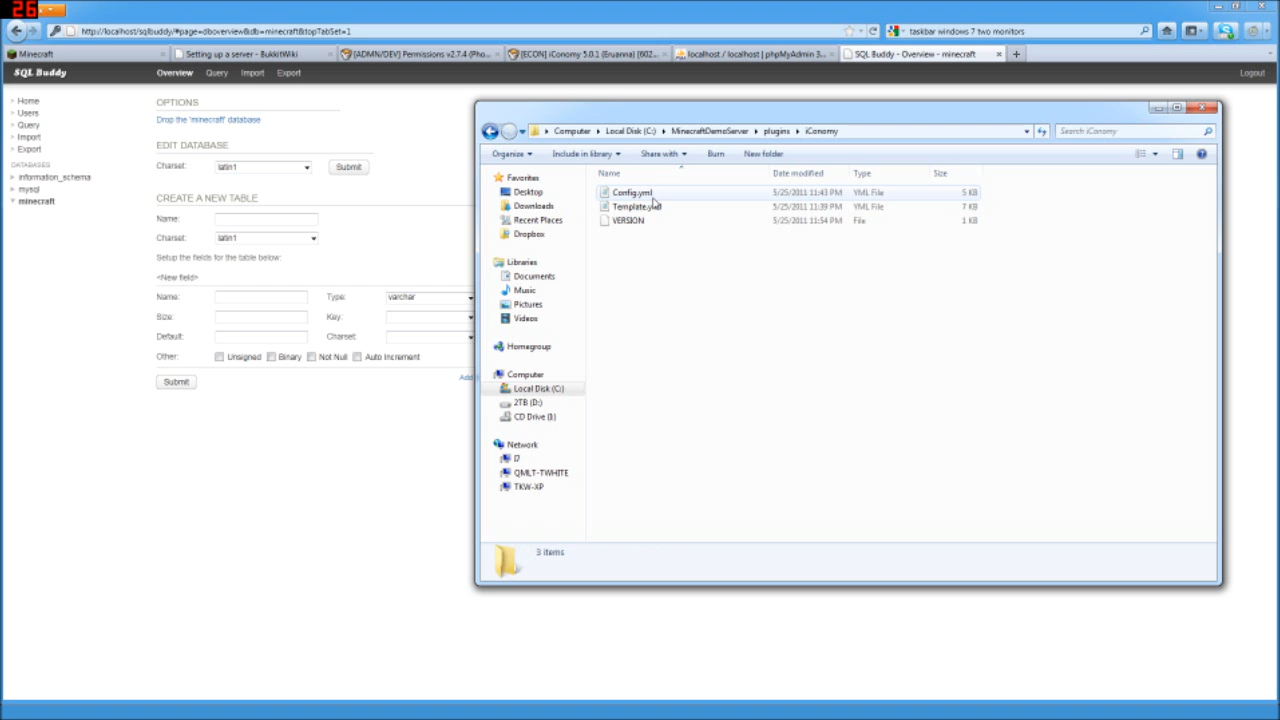 26
http://localhost/sqlbuddy/#page=dboverview&db=minecraft&topTabSet=1
taskbar windows 7 two monitors
Minecraft
Setting up a server - BukkitWiki
[ADMN/DEV] Permissions v2.7.4 (Pho...
[ECON] iConomy 5.0.1 (Eruanna) [602...
localhost / localhost | phpMyAdmin 3...
SQL Buddy - Overview - minecraft
SQL Buddy
Overview
Query
Import
Export
Logout
Home
Users
Query
Import
Export
DATABASES
information_schema
mysql
minecraft
OPTIONS
Drop the 'minecraft' database
EDIT DATABASE
Charset:
latin1
Submit
CREATE A NEW TABLE
Name:
Charset:
latin1
Setup the fields for the table below:
<New field>
Name:
Type:
varchar
Size:
Key:
Default:
Charset:
Other:
Unsigned
Binary
Not Null
Auto Increment
Submit
Computer
Local Disk (C:)
MinecraftDemoServer
plugins
iConomy
Search iConomy
Organize
Include in library
Share with
Burn
New folder
Name
Date modified
Type
Size
Config.yml
5/25/2011 11:43 PM
YML File
5 KB
5/25/2011 11:39 PM
YML File
7 KB
VERSION
5/25/2011 11:54 PM
File
1 KB
Favorites
Desktop
Downloads
Recent Places
Dropbox
Libraries
Documents
Music
Pictures
Videos
Homegroup
Computer
Local Disk (C:)
2TB (D:)
CD Drive (I:)
Network
I7
QMLT-TWHITE
TKW-XP
3 items